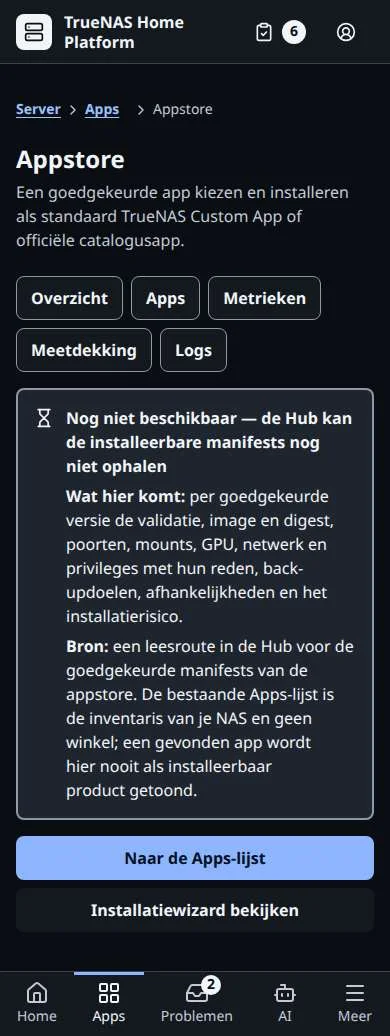 TrueNAS Home
Platform
6
Server > Apps > Appstore
Appstore
Een goedgekeurde app kiezen en installeren
als standaard TrueNAS Custom App of
officiële catalogusapp.
Overzicht Apps Metrieken
Meetdekking Logs
Nog niet beschikbaar — de Hub kan
de installeerbare manifests nog
niet ophalen
Wat hier komt: per goedgekeurde
versie de validatie, image en digest,
poorten, mounts, GPU, netwerk en
privileges met hun reden, back-
updoelen, afhankelijkheden en het
installatierisico.
Bron: een leesroute in de Hub voor de
goedgekeurde manifests van de
appstore. De bestaande Apps-lijst is
de inventaris van je NAS en geen
winkel; een gevonden app wordt
hier nooit als installeerbaar
product getoond.
Naar de Apps-lijst
Installatiewizard bekijken
2
Home Apps Problemen AI Meer